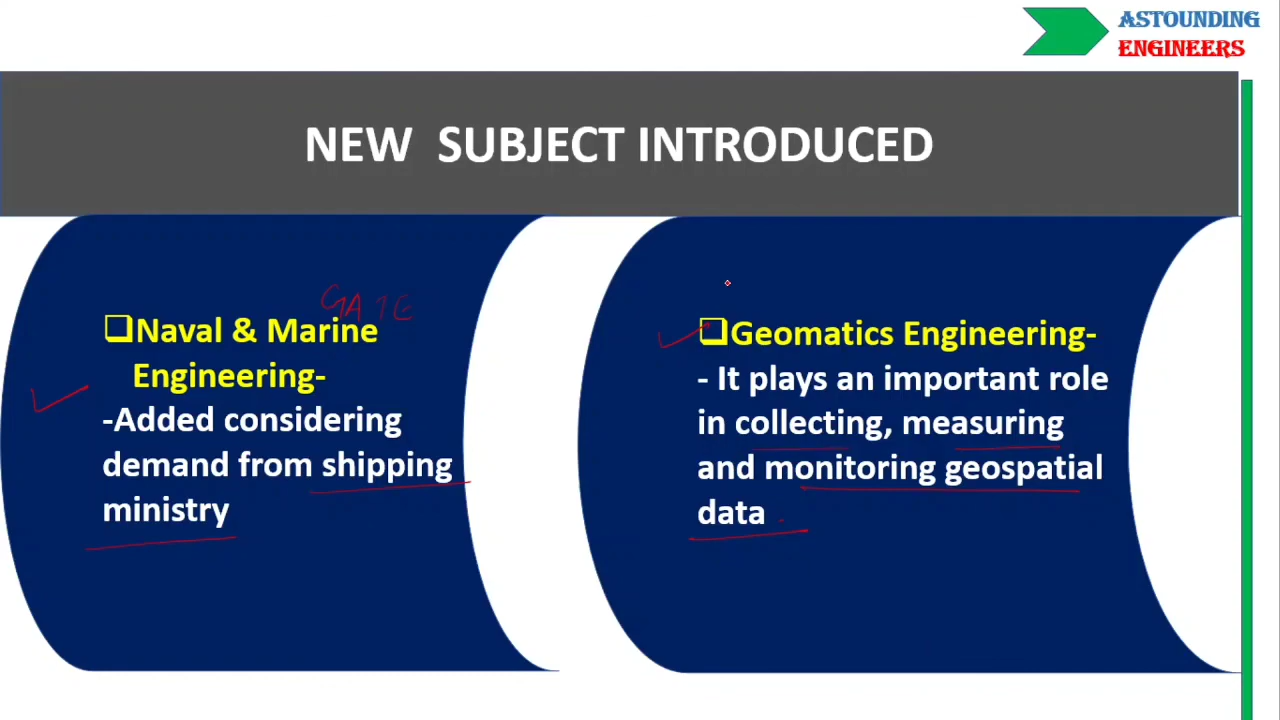 ASTOUNDING
ENGINEERS
NEW SUBJECT INTRODUCED
GATE
Naval & Marine
Engineering-
-Added considering
demand from shipping
ministry
Geomatics Engineering-
- It plays an important role
in collecting, measuring
and monitoring geospatial
data